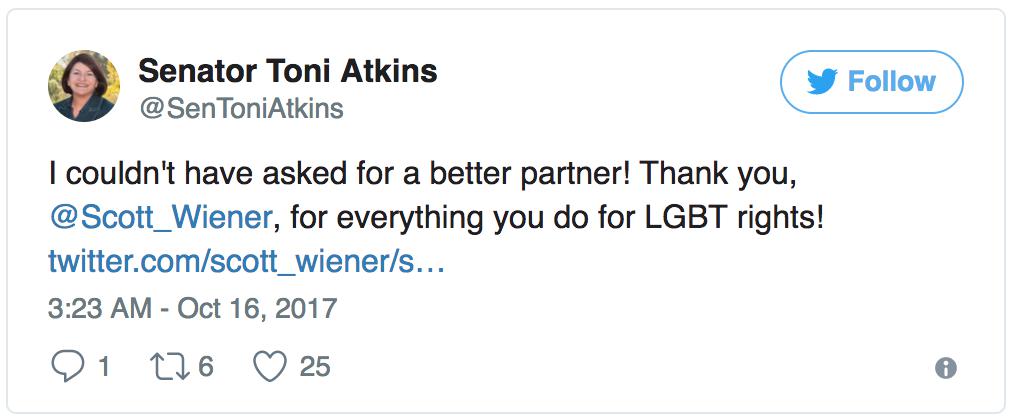 Senator Toni Atkins
@SenToniAtkins
Follow
I couldn't have asked for a better partner! Thank you,
@Scott_Wiener, for everything you do for LGBT rights!
twitter.com/scott_wiener/s…
3:23 AM - Oct 16, 2017
1 6 25